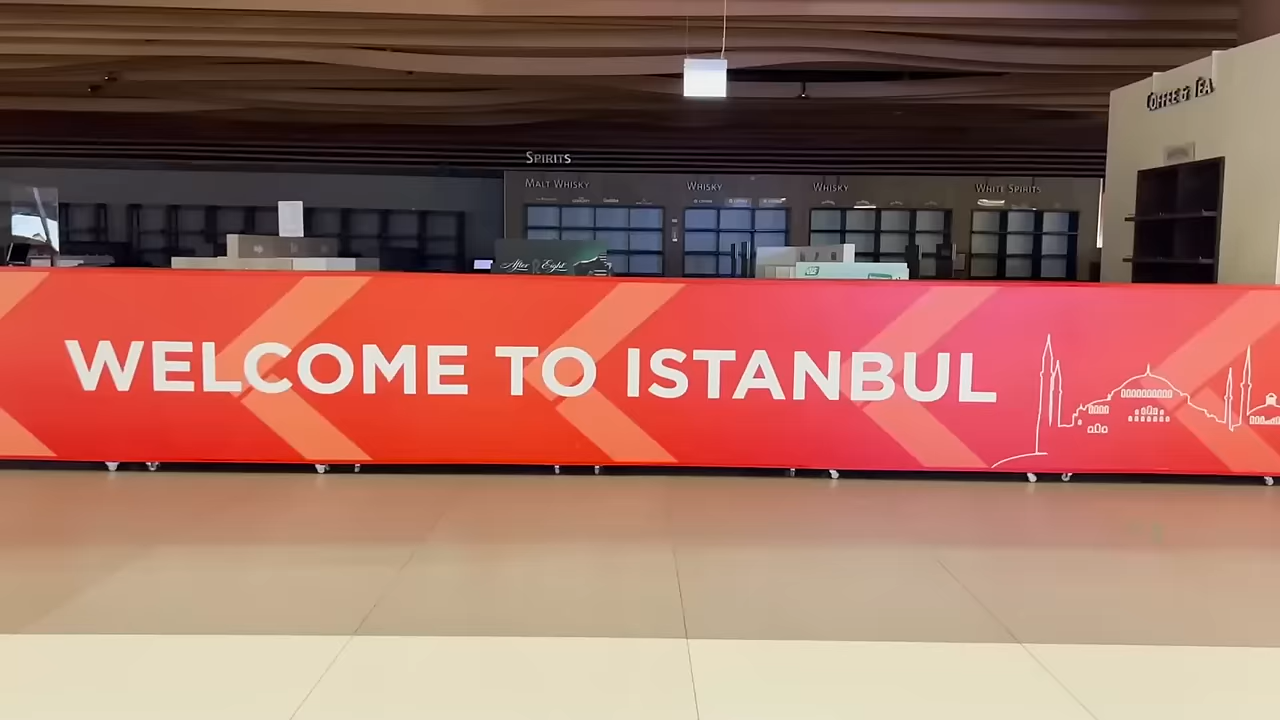 COFFEE & TEA
SPIRITS
MALT WHISKY
WHISKY
WHISKY
WHITE SPIRITS
After Eight
WELCOME TO ISTANBUL